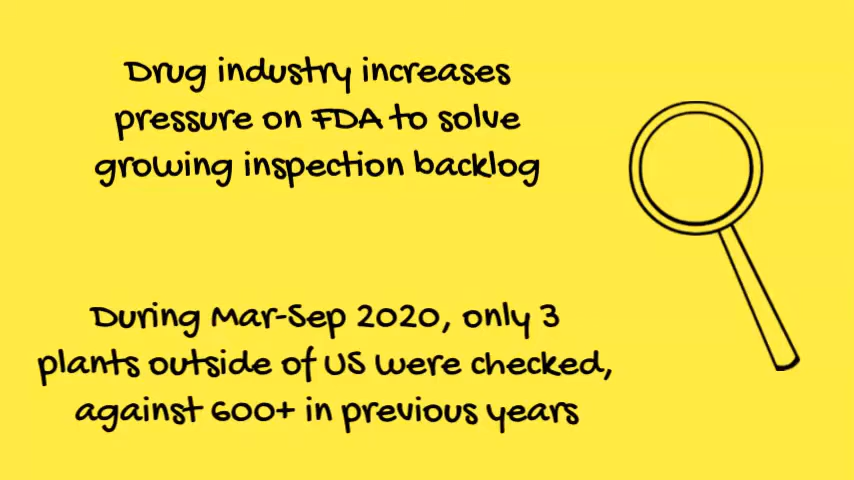 Drug industry increases
pressure on FDA to solve
growing inspection backlog
During Mar-Sep 2020, only 3
plants outside of US were checked,
against 600+ in previous years